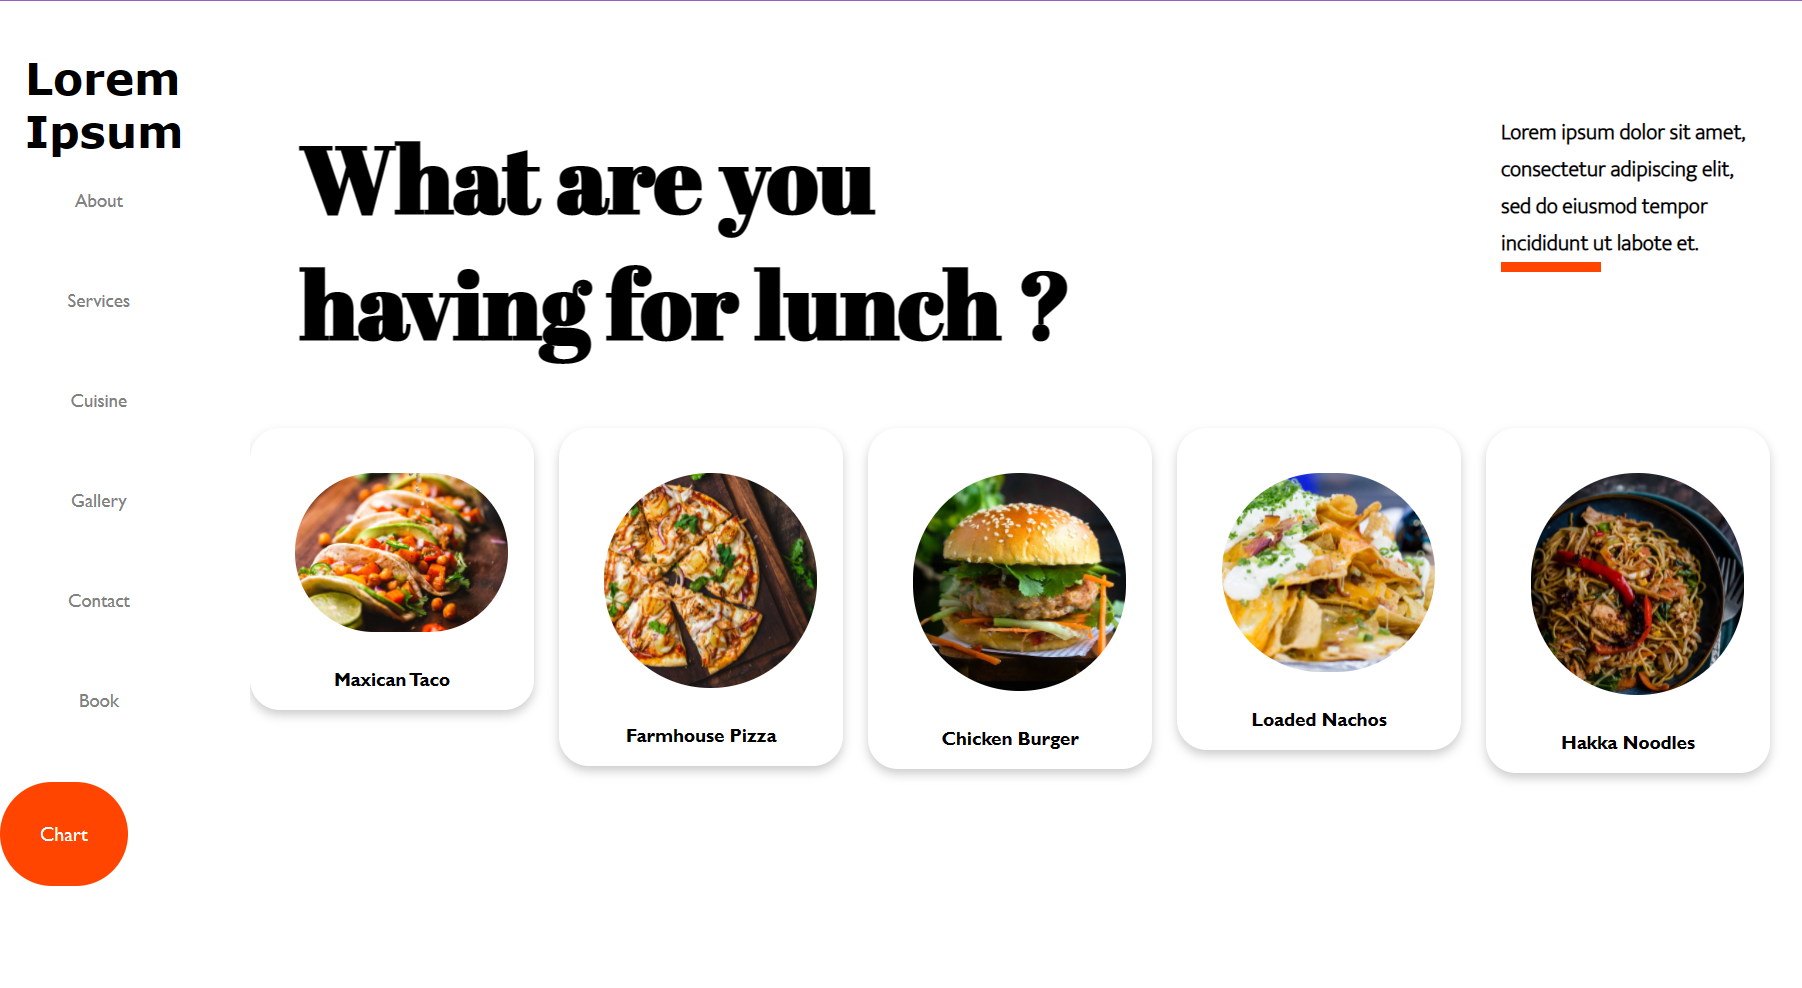 Lorem
Ipsum
About
Services
Cuisine
Gallery
Contact
Book
Chart
What are you
having for lunch ?
Lorem ipsum dolor sit amet,
consectetur adipiscing elit,
sed do eiusmod tempor
incididunt ut labote et.
Maxican Taco
Farmhouse Pizza
Chicken Burger
Loaded Nachos
Hakka Noodles